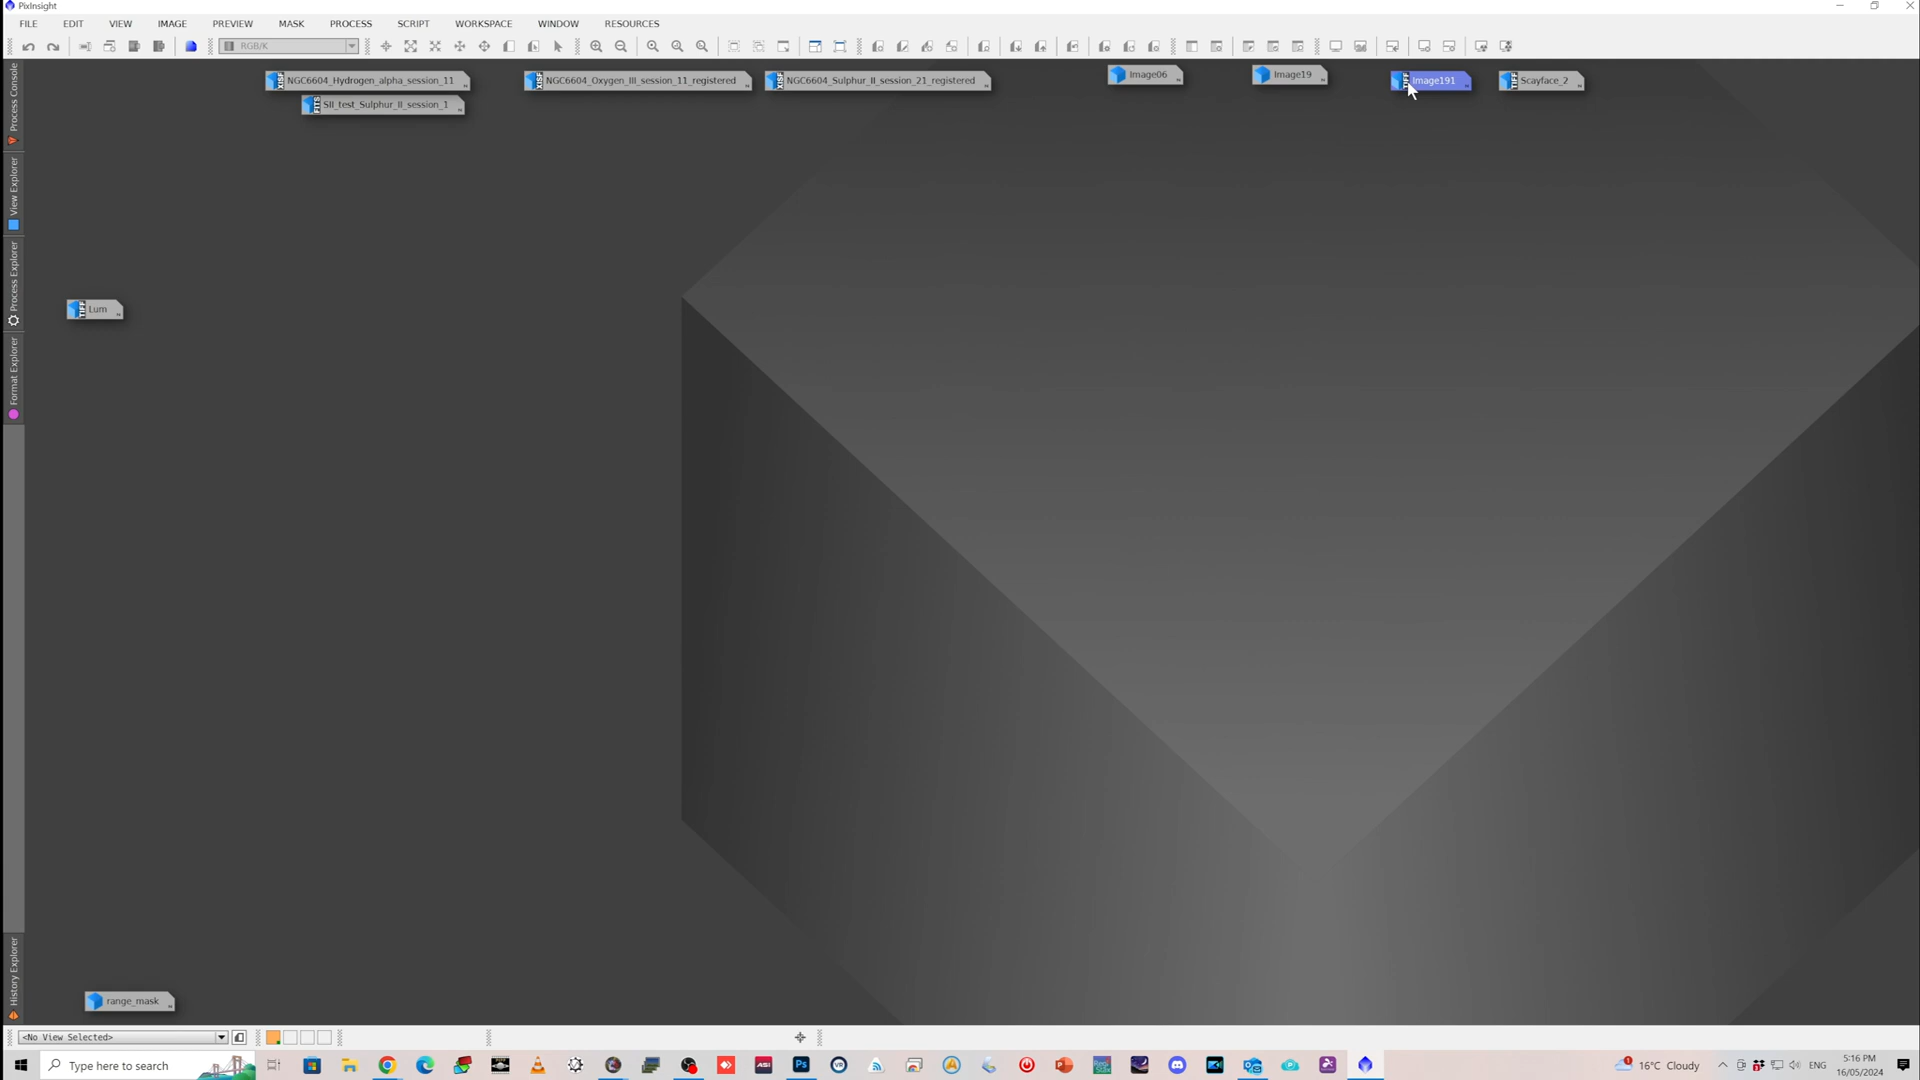 PixInsight
FILE EDIT VIEW IMAGE PREVIEW MASK PROCESS SCRIPT WORKSPACE WINDOW RESOURCES
RGB/K
NGC6604_Hydrogen_alpha_session_11
NGC6604_Oxygen_III_session_11_registered
NGC6604_Sulphur_II_session_21_registered
Image06
Image19
Image191
Scayface_2
SII_test_Sulphur_II_session_1
Process Console
View Explorer
Process Explorer
Format Explorer
History Explorer
Lum
range_mask
<No View Selected>
Type here to search
16°C Cloudy
ENG
5:16 PM
16/05/2024